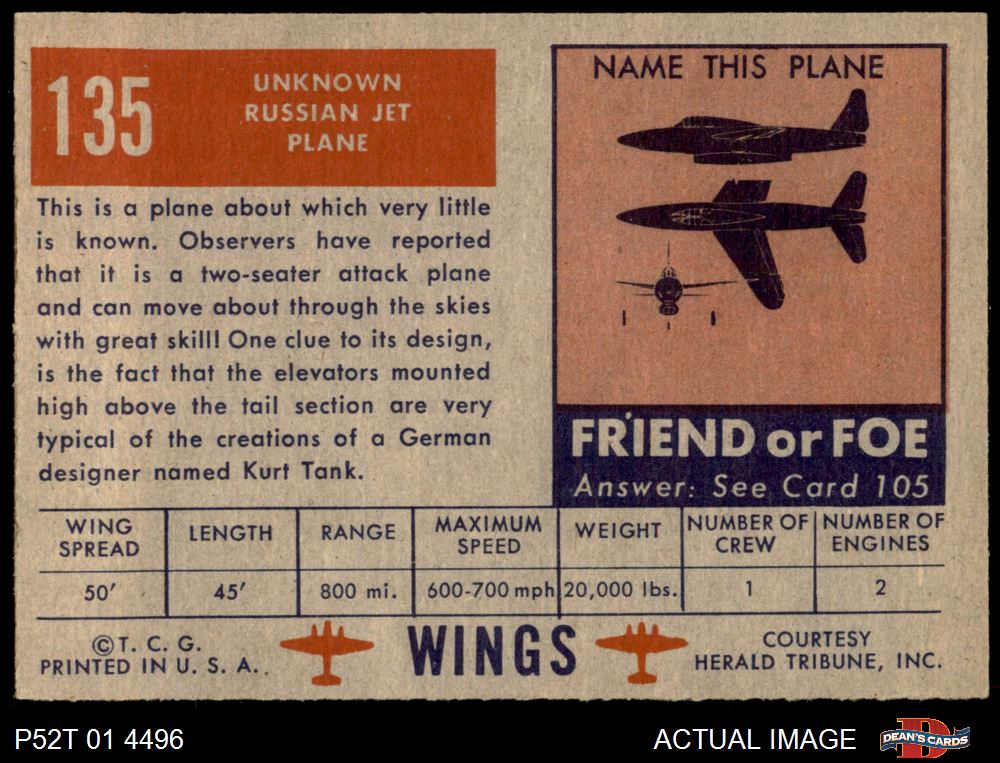 135
UNKNOWN
RUSSIAN JET
PLANE
This is a plane about which very little
is known. Observers have reported
that it is a two-seater attack plane
and can move about through the skies
with great skill! One clue to its design,
is the fact that the elevators mounted
high above the tail section are very
typical of the creations of a German
designer named Kurt Tank.
NAME THIS PLANE
FRIEND or FOE
Answer: See Card 105
WING SPREAD LENGTH RANGE MAXIMUM SPEED WEIGHT NUMBER OF CREW NUMBER OF ENGINES
50' 45' 800 mi. 600-700 mph 20,000 lbs. 1 2
© T. C. G.
PRINTED IN U. S. A..
WINGS
COURTESY
HERALD TRIBUNE, INC.
P52T 01 4496
ACTUAL IMAGE
D
DEAN'S CARDS